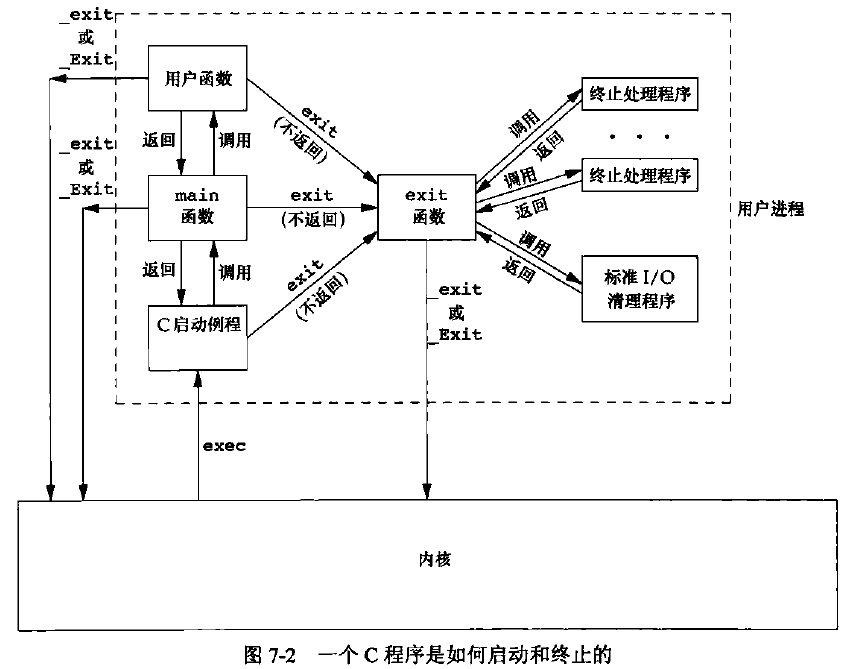 _exit
或
_Exit
用户函数
终止处理程序
exit
(不返回)
调用
返回
. . .
返回
调用
_exit
或
_Exit
main
函数
exit
(不返回)
exit
函数
调用
返回
终止处理程序
用户进程
返回
调用
exit
(不返回)
调用
返回
标准 I/O
清理程序
C 启动例程
_exit
或
_Exit
exec
内核
图 7-2 一个 C 程序是如何启动和终止的